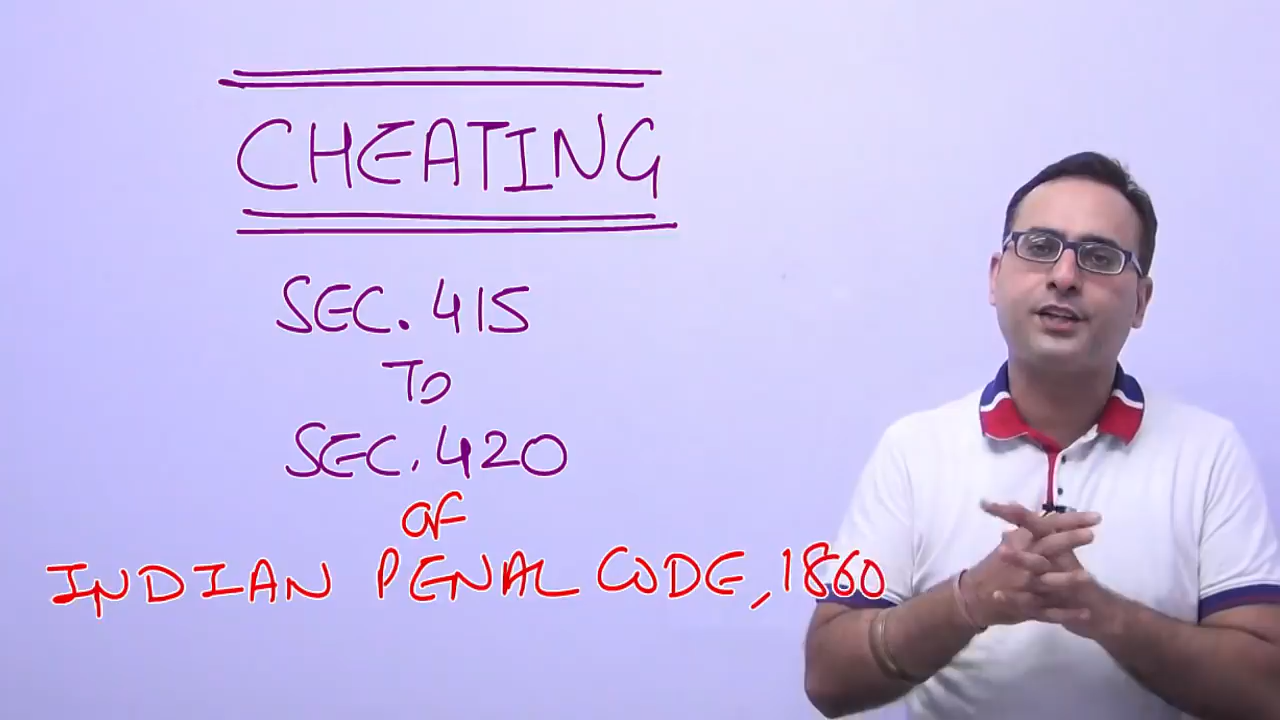 CHEATING
SEC. 415
TO
SEC. 420
OF
INDIAN PENAL CODE, 1860